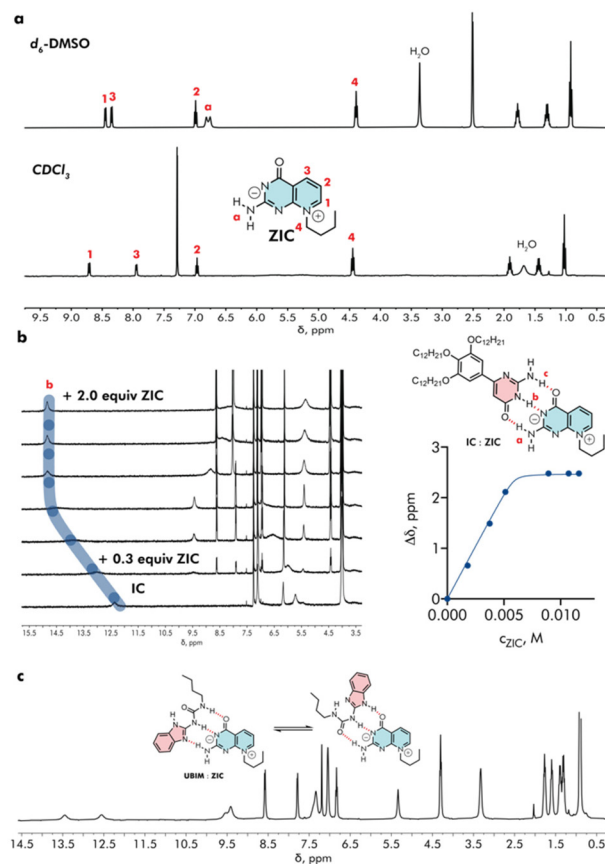 a
d6-DMSO
H2O
1 3 2 a 4
CDCl3
O
N
N
N
N
H
H
a
3
2
1
4
ZIC
1 3 2 4
H2O
9.5 9.0 8.5 8.0 7.5 7.0 6.5 6.0 5.5 5.0 4.5 4.0 3.5 3.0 2.5 2.0 1.5 1.0 0.5
δ, ppm
b
b
+ 2.0 equiv ZIC
+ 0.3 equiv ZIC
IC
15.5 14.5 13.5 12.5 11.5 10.5 9.5 8.5 7.5 6.5 5.5 4.5 3.5
δ, ppm
OC12H21
C12H21O
C12H21O
N
H
N
H
c
O
N
H
b
N
O
H
a
N
H
N
N
IC : ZIC
3
2
1
0
Δδ, ppm
0.000 0.005 0.010 0.015
cZIC, M
c
UBIM : ZIC
14.5 13.5 12.5 11.5 10.5 9.5 8.5 7.5 6.5 5.5 4.5 3.5 2.5 1.5 0.5
δ, ppm